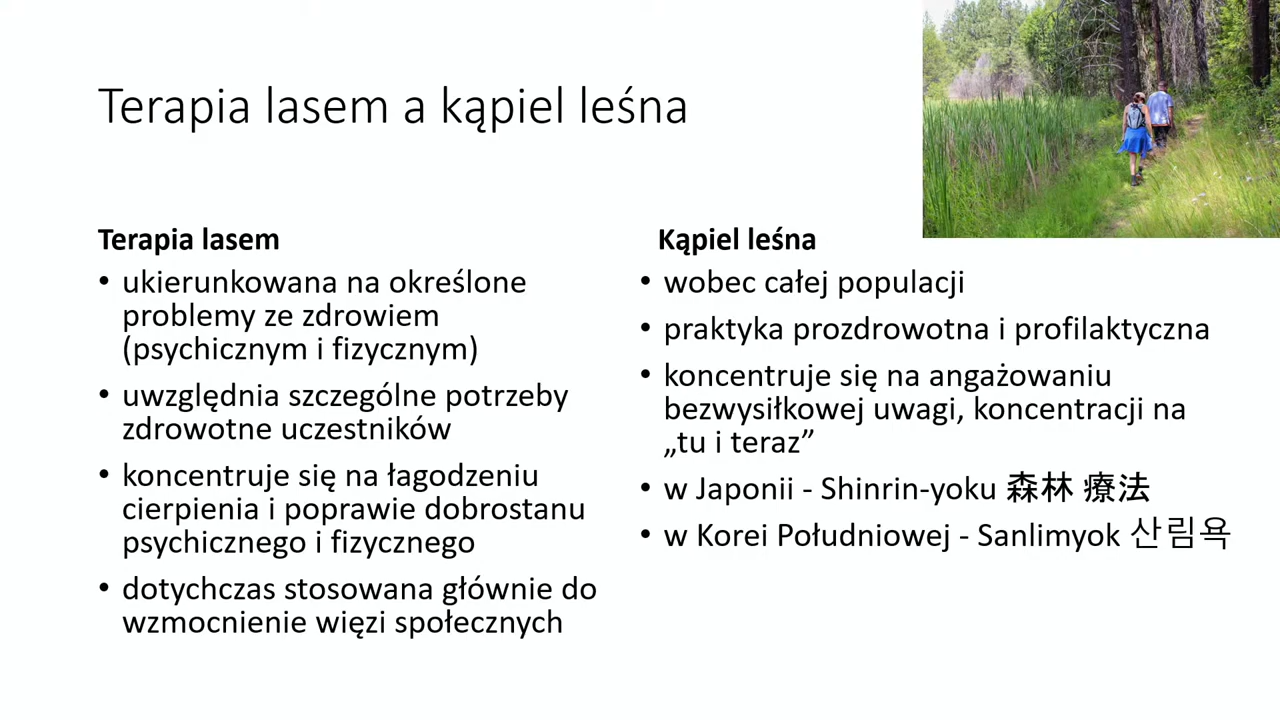 Terapia lasem a kąpiel leśna
Terapia lasem
• ukierunkowana na określone
problemy ze zdrowiem
(psychicznym i fizycznym)
• uwzględnia szczególne potrzeby
zdrowotne uczestników
• koncentruje się na łagodzeniu
cierpienia i poprawie dobrostanu
psychicznego i fizycznego
• dotychczas stosowana głównie do
wzmocnienie więzi społecznych
Kąpiel leśna
• wobec całej populacji
• praktyka prozdrowotna i profilaktyczna
• koncentruje się na angażowaniu
bezwysiłkowej uwagi, koncentracji na
„tu i teraz”
• w Japonii - Shinrin-yoku 森林 療法
• w Korei Południowej - Sanlimyok 산림욕